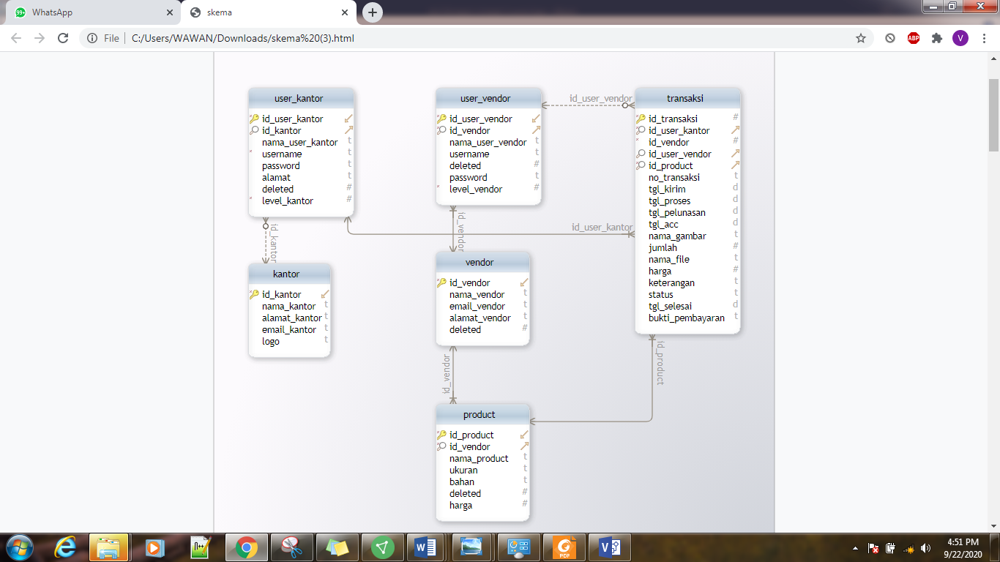 99+
WhatsApp
skema
File
C:/Users/WAWAN/Downloads/skema%20(3).html
ABP
V
user_kantor
id_user_kantor
id_kantor
nama_user_kantor t
username t
password t
alamat t
deleted #
level_kantor #
id_kantor
kantor
id_kantor
nama_kantor t
alamat_kantor t
email_kantor t
logo t
user_vendor
id_user_vendor
id_vendor
nama_user_vendor t
username t
deleted #
password t
level_vendor #
id_vendor
vendor
id_vendor
nama_vendor t
email_vendor t
alamat_vendor t
deleted #
id_vendor
product
id_product
id_vendor
nama_product t
ukuran t
bahan t
deleted #
harga #
id_user_vendor
id_user_kantor
transaksi
id_transaksi #
id_user_kantor
id_vendor #
id_user_vendor
id_product
no_transaksi t
tgl_kirim d
tgl_proses d
tgl_pelunasan d
tgl_acc d
nama_gambar t
jumlah #
nama_file t
harga #
keterangan t
status t
tgl_selesai d
bukti_pembayaran t
id_product
PDF
4:51 PM
9/22/2020